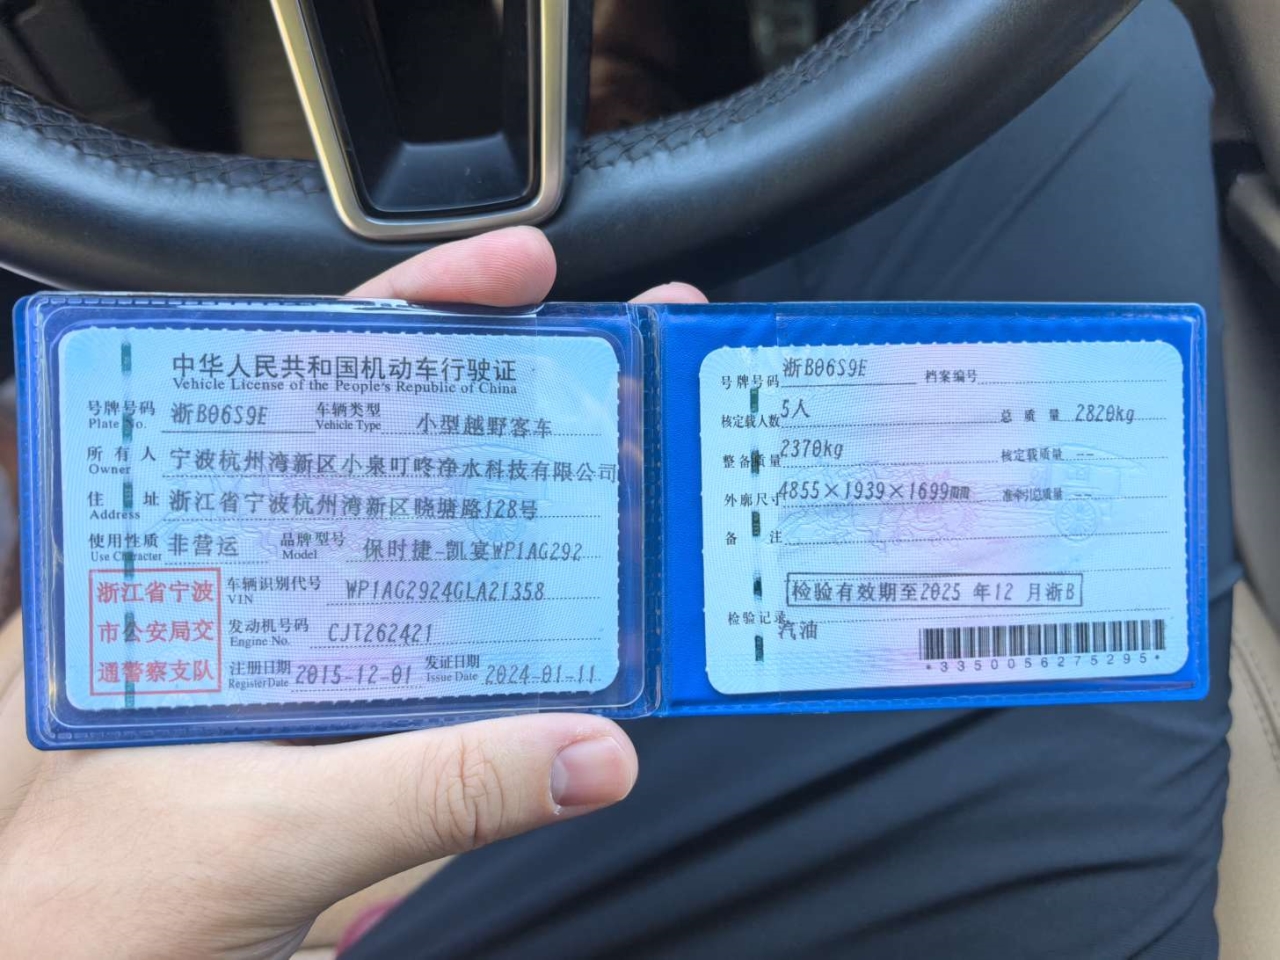 中华人民共和国机动车行驶证
Vehicle License of the People's Republic of China
号牌号码 浙B06S9E 车辆类型 小型越野客车
Plate No. Vehicle Type
所有人 宁波杭州湾新区小泉叮咚净水科技有限公司
Owner
住址 浙江省宁波杭州湾新区晓塘路128号
Address
使用性质 非营运 品牌型号 保时捷-凯宴WP1AG292
Use Character Model
浙江省宁波
市公安局交
通警察支队
车辆识别代号 WP1AG2924GLA21358
VIN
发动机号码 CJT262421
Engine No.
注册日期 2015-12-01 发证日期 2024-01-11
Register Date Issue Date
号牌号码 浙B06S9E 档案编号
核定载人数 5人 总质量 2820kg
整备质量 2370kg 核定载质量 --
外廓尺寸 4855×1939×1699 准牵引总质量 --
备注
检验有效期至2025年12月浙B
检验记录
汽油
*3350056275295*